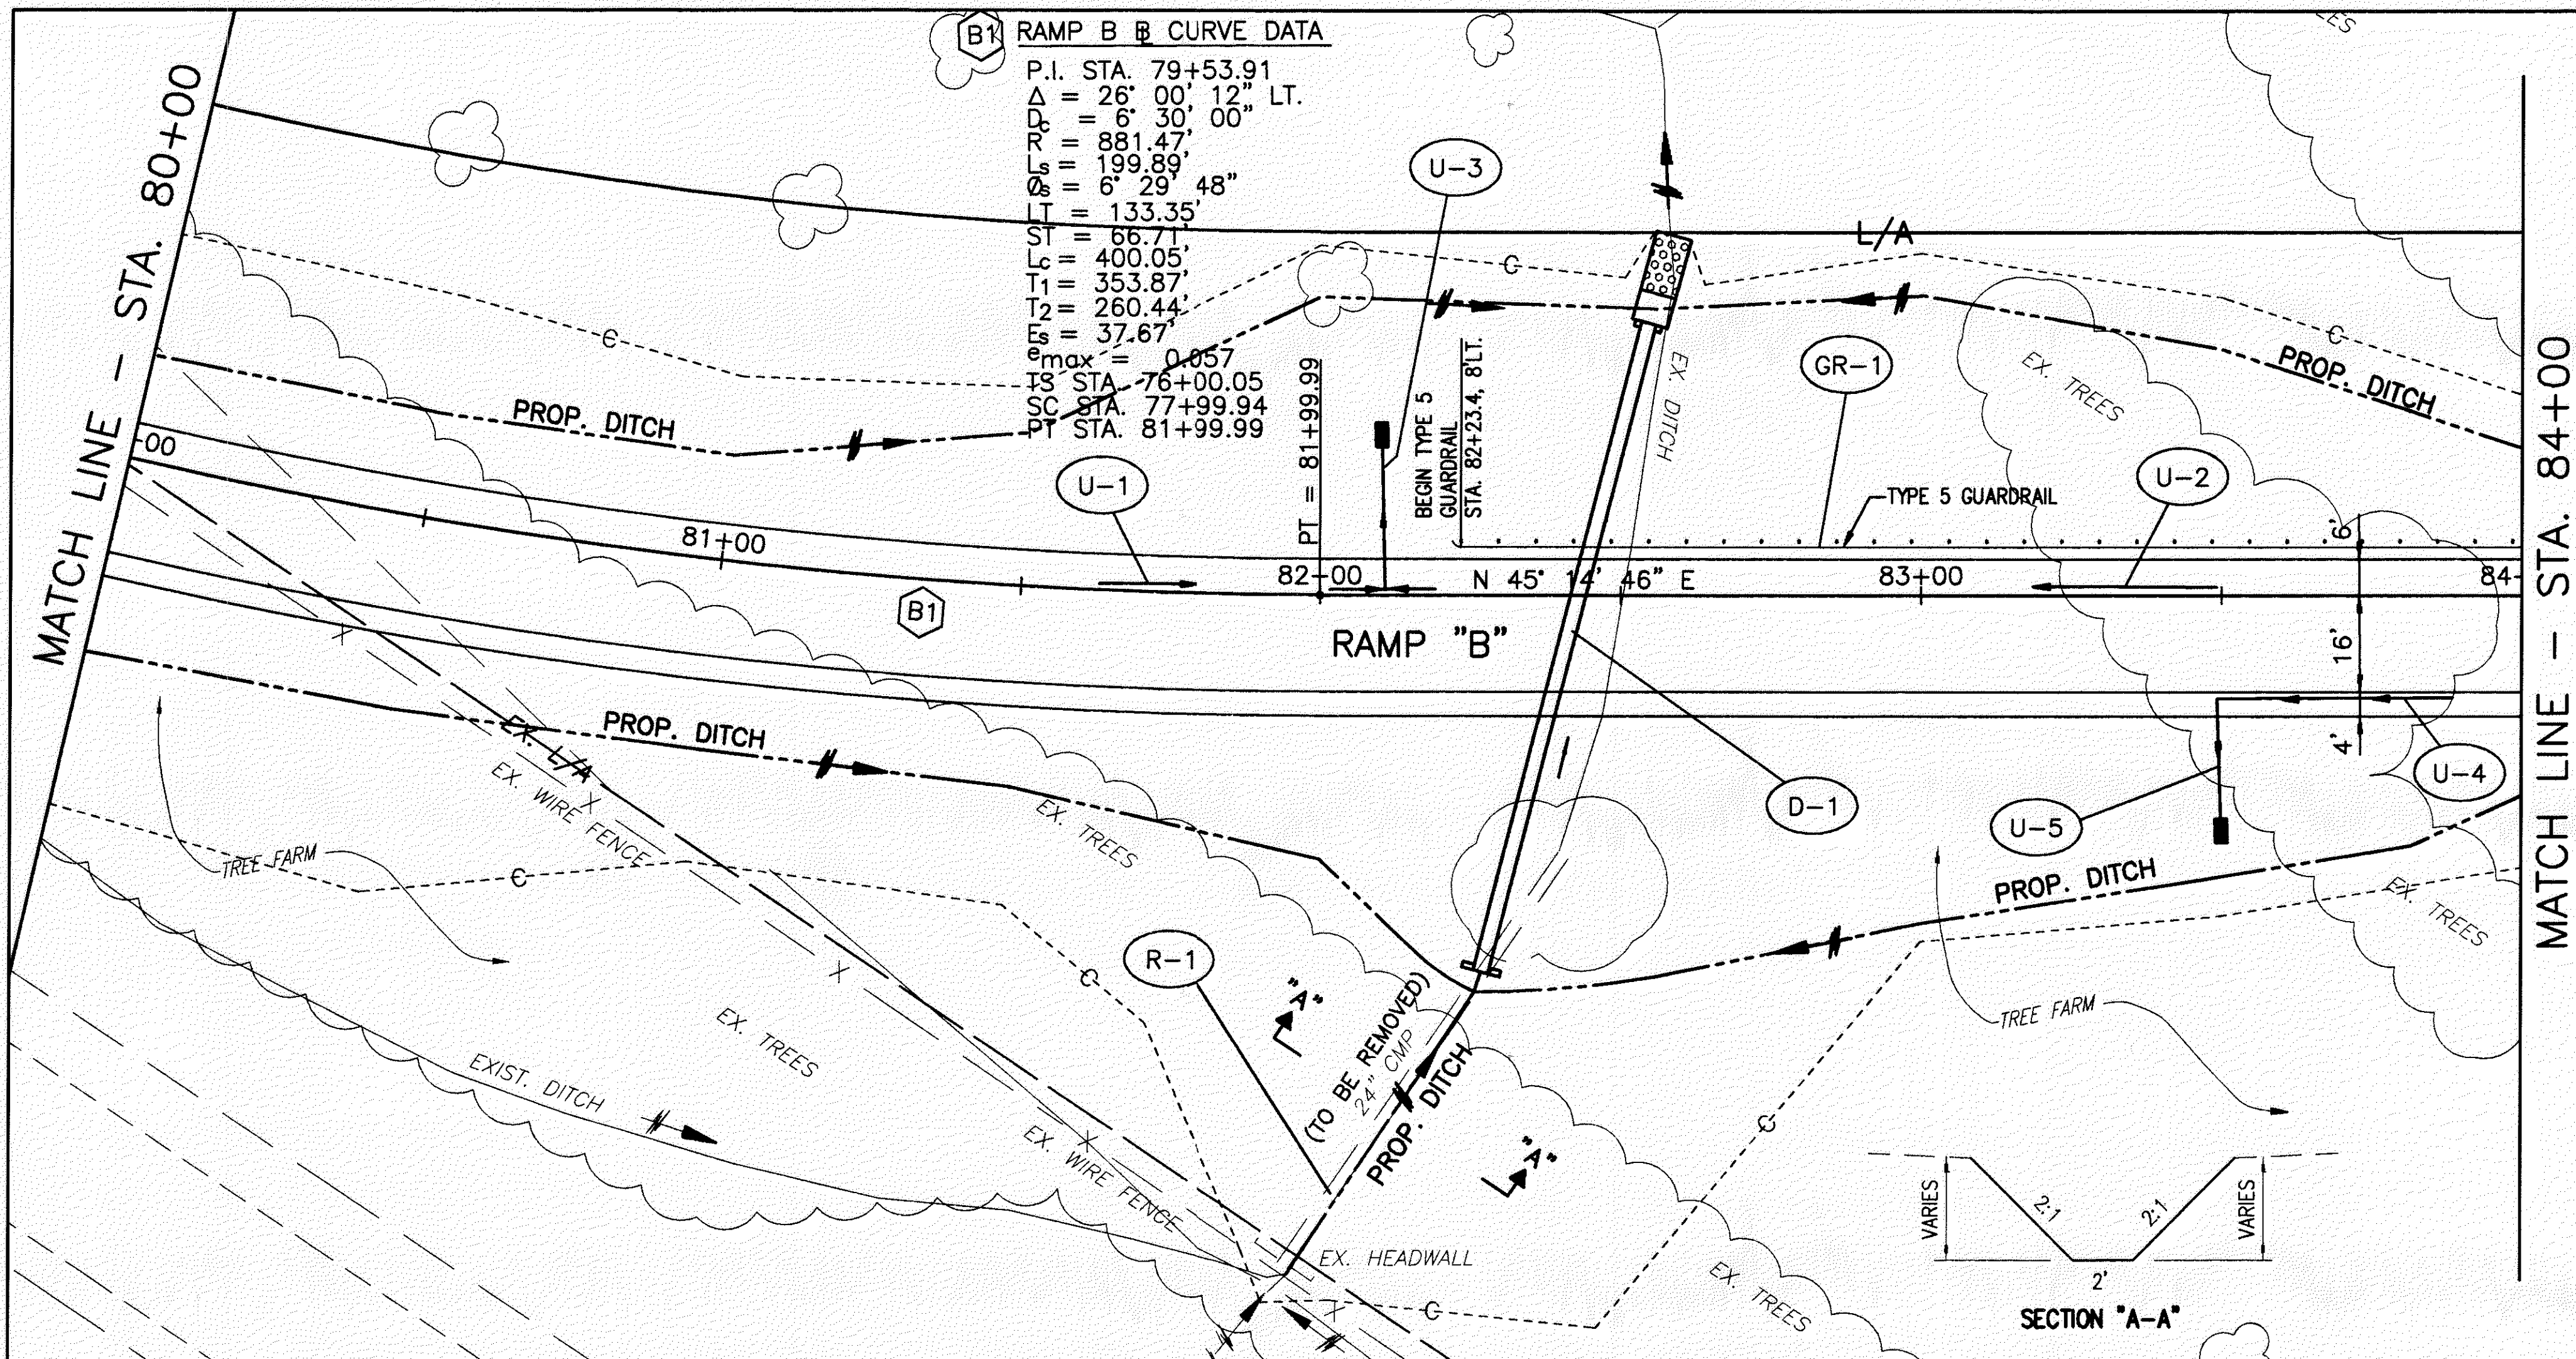 B1 RAMP B ℄ CURVE DATA
P.I. STA. 79+53.91
Δ = 26° 00' 12" LT.
Dc = 6° 30' 00"
R = 881.47'
Ls = 199.89'
Øs = 6° 29' 48"
LT = 133.35'
ST = 66.71'
Lc = 400.05'
T1 = 353.87'
T2 = 260.44'
Es = 37.67'
emax = 0.057
TS STA. 76+00.05
SC STA. 77+99.94
PT STA. 81+99.99
MATCH LINE – STA. 80+00
MATCH LINE – STA. 84+00
U-3
L/A
C
C
C
PROP. DITCH
PROP. DITCH
EX. TREES
EX. DITCH
GR-1
U-1
U-2
PT = 81+99.99
BEGIN TYPE 5
GUARDRAIL
STA. 82+23.4, 8'LT.
TYPE 5 GUARDRAIL
-00
81+00
82+00
N 45° 14' 46" E
83+00
84-
6'
16'
4'
B1
RAMP "B"
X
PROP. DITCH
EX. L/A
EX. WIRE FENCE
X
EX. TREES
TREE FARM
C
D-1
U-5
U-4
PROP. DITCH
EX. TREES
R-1
X
C
"A"
(TO BE REMOVED)
24" CMP
PROP. DITCH
TREE FARM
EX. TREES
EXIST. DITCH
X
EX. WIRE FENCE
"A"
C
EX. HEADWALL
X
C
EX. TREES
VARIES
2:1
2:1
VARIES
2'
SECTION "A-A"